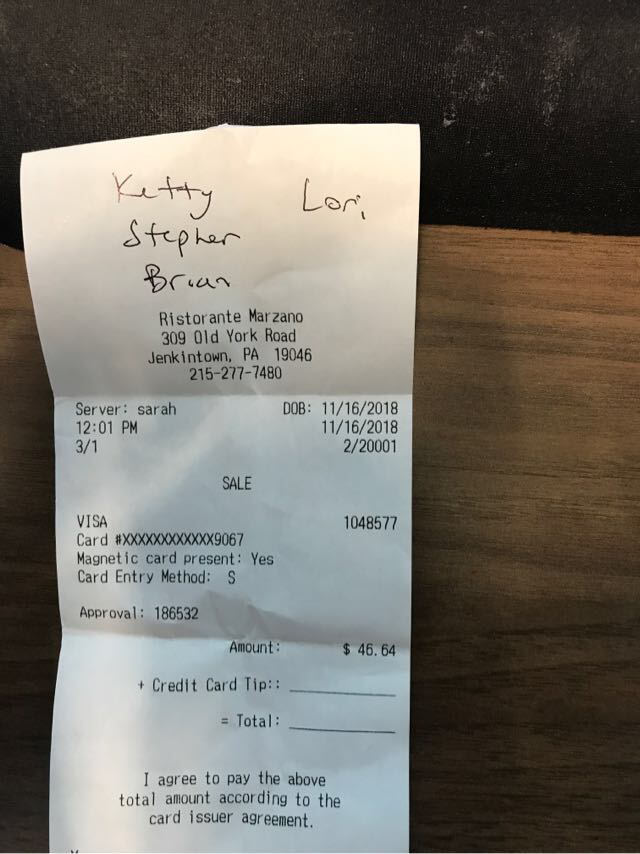 Ketty Lori,
Stephen
Brian
Ristorante Marzano
309 Old York Road
Jenkintown, PA 19046
215-277-7480
Server: sarah DOB: 11/16/2018
12:01 PM 11/16/2018
3/1 2/20001
SALE
VISA 1048577
Card #XXXXXXXXXXXX9067
Magnetic card present: Yes
Card Entry Method: S
Approval: 186532
Amount: $ 46.64
+ Credit Card Tip::
= Total:
I agree to pay the above
total amount according to the
card issuer agreement.